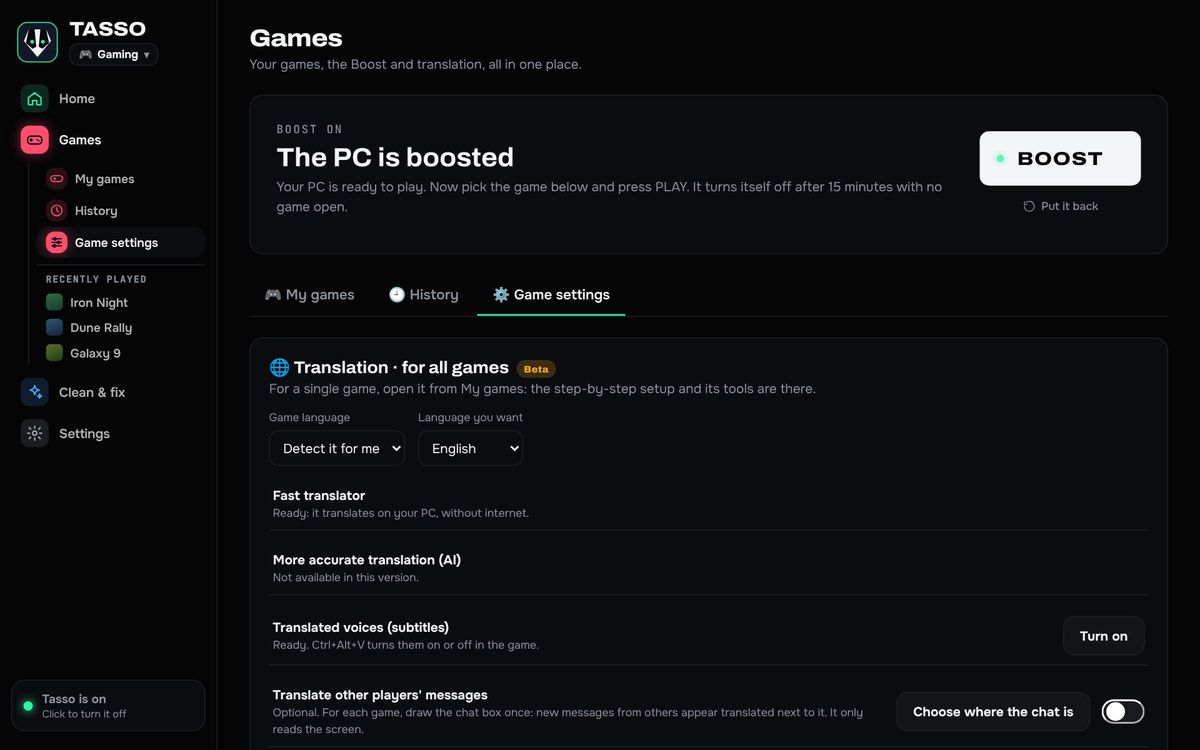 TASSO
🎮 Gaming ▾
Home
Games
My games
History
Game settings
RECENTLY PLAYED
Iron Night
Dune Rally
Galaxy 9
Clean & fix
Settings
Tasso is on
Click to turn it off
Games
Your games, the Boost and translation, all in one place.
BOOST ON
The PC is boosted
Your PC is ready to play. Now pick the game below and press PLAY. It turns itself off after 15 minutes with no
game open.
BOOST
Put it back
🎮 My games
🕘 History
⚙️ Game settings
🌐 Translation · for all games Beta
For a single game, open it from My games: the step-by-step setup and its tools are there.
Game language
Language you want
Detect it for me
English
Fast translator
Ready: it translates on your PC, without internet.
More accurate translation (AI)
Not available in this version.
Translated voices (subtitles)
Ready. Ctrl+Alt+V turns them on or off in the game.
Turn on
Translate other players' messages
Optional. For each game, draw the chat box once: new messages from others appear translated next to it. It only
reads the screen.
Choose where the chat is